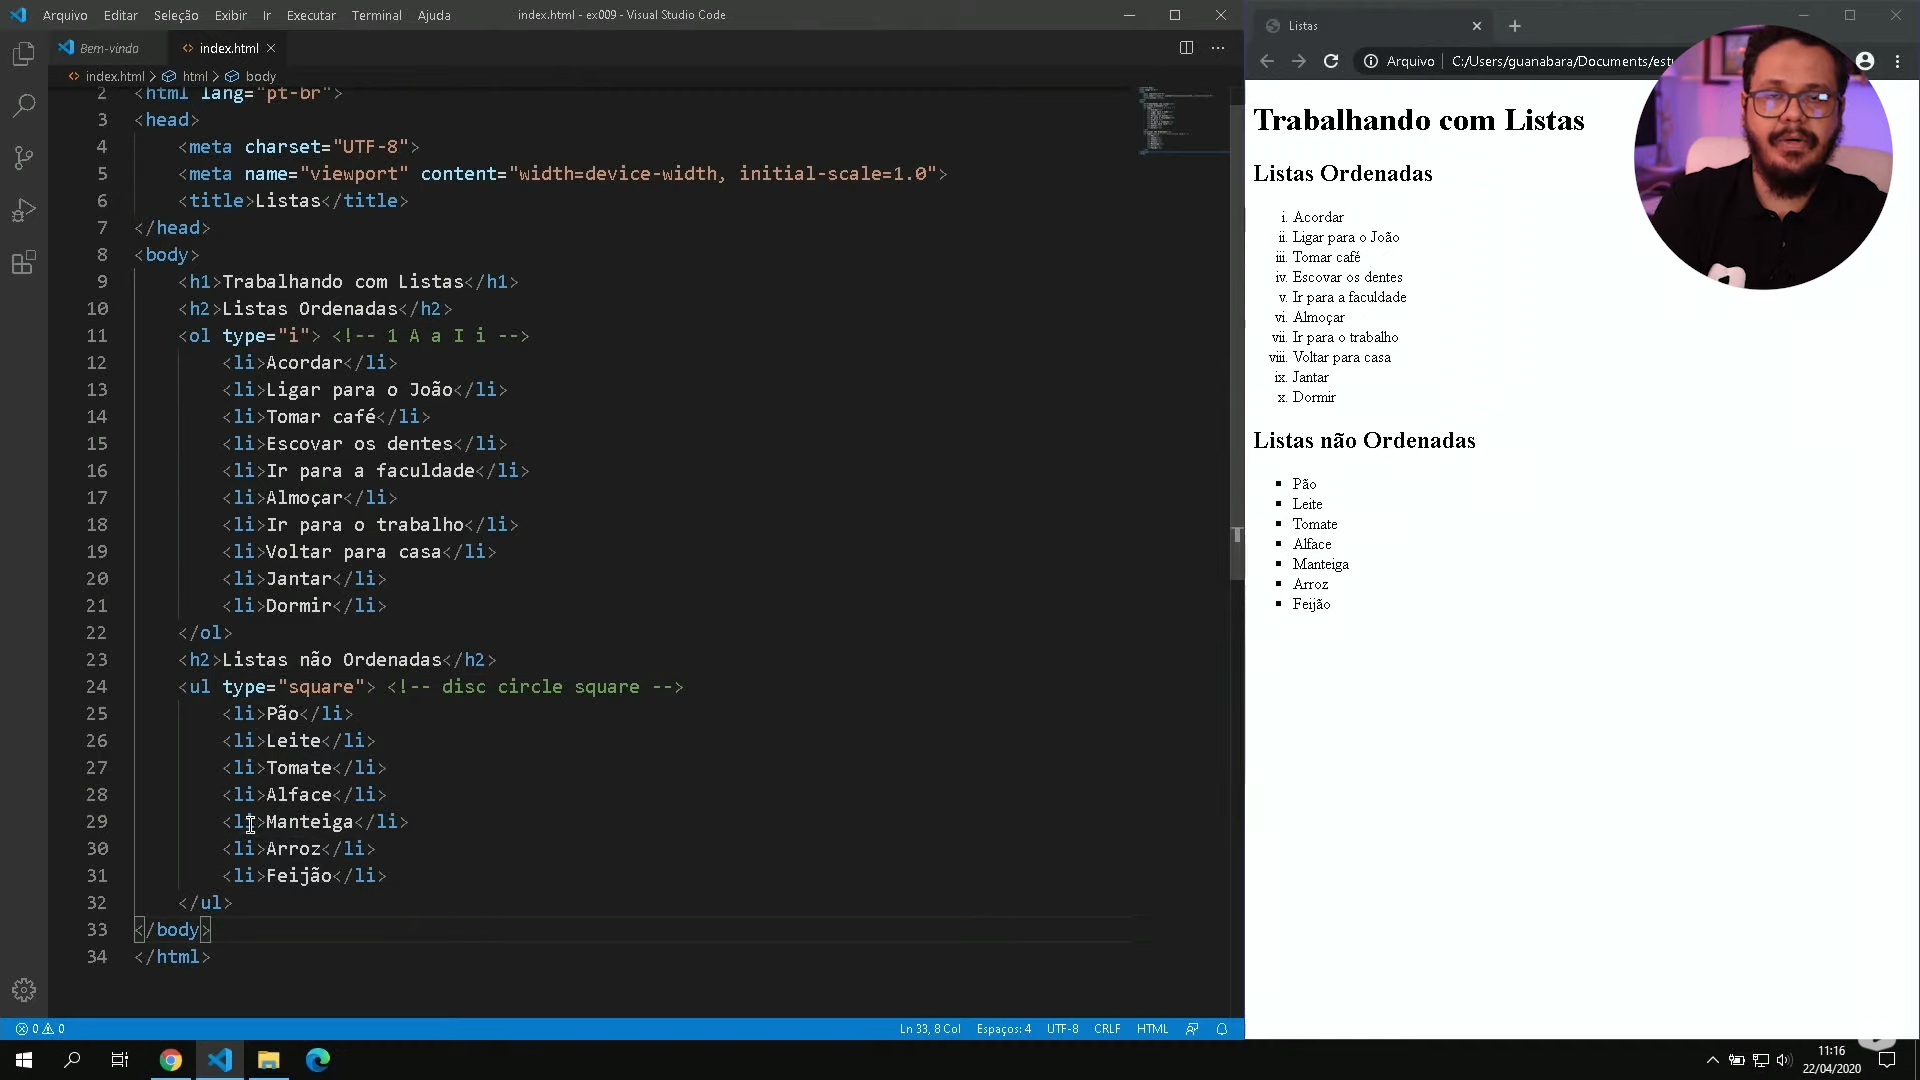 Arquivo Editar Seleção Exibir Ir Executar Terminal Ajuda index.html - ex009 - Visual Studio Code
Bem-vindo index.html
index.html > html > body
2 <html lang="pt-br">
3 <head>
4 <meta charset="UTF-8">
5 <meta name="viewport" content="width=device-width, initial-scale=1.0">
6 <title>Listas</title>
7 </head>
8 <body>
9 <h1>Trabalhando com Listas</h1>
10 <h2>Listas Ordenadas</h2>
11 <ol type="i"> <!-- 1 A a I i -->
12 <li>Acordar</li>
13 <li>Ligar para o João</li>
14 <li>Tomar café</li>
15 <li>Escovar os dentes</li>
16 <li>Ir para a faculdade</li>
17 <li>Almoçar</li>
18 <li>Ir para o trabalho</li>
19 <li>Voltar para casa</li>
20 <li>Jantar</li>
21 <li>Dormir</li>
22 </ol>
23 <h2>Listas não Ordenadas</h2>
24 <ul type="square"> <!-- disc circle square -->
25 <li>Pão</li>
26 <li>Leite</li>
27 <li>Tomate</li>
28 <li>Alface</li>
29 <li>Manteiga</li>
30 <li>Arroz</li>
31 <li>Feijão</li>
32 </ul>
33 </body>
34 </html>
0 0 Ln 33, 8 Col Espaços: 4 UTF-8 CRLF HTML
Listas
Arquivo | C:/Users/guanabara/Documents/estu
Trabalhando com Listas
Listas Ordenadas
i. Acordar
ii. Ligar para o João
iii. Tomar café
iv. Escovar os dentes
v. Ir para a faculdade
vi. Almoçar
vii. Ir para o trabalho
viii. Voltar para casa
ix. Jantar
x. Dormir
Listas não Ordenadas
▪ Pão
▪ Leite
▪ Tomate
▪ Alface
▪ Manteiga
▪ Arroz
▪ Feijão
11:16
22/04/2020